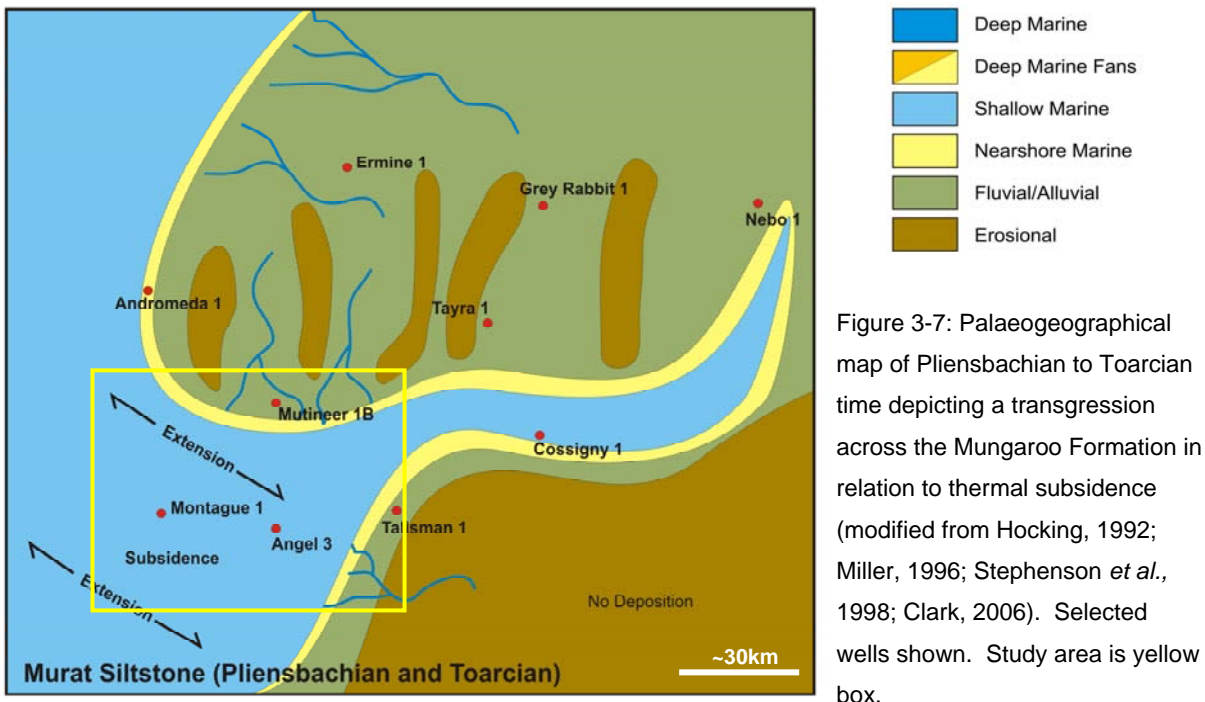 Ermine 1
Grey Rabbit 1
Nebo 1
Andromeda 1
Tayra 1
Mutineer 1B
Extension
Cossigny 1
Montague 1
Talisman 1
Angel 3
Subsidence
Extension
No Deposition
Murat Siltstone (Pliensbachian and Toarcian)
~30km
Deep Marine
Deep Marine Fans
Shallow Marine
Nearshore Marine
Fluvial/Alluvial
Erosional
Figure 3-7: Palaeogeographical
map of Pliensbachian to Toarcian
time depicting a transgression
across the Mungaroo Formation in
relation to thermal subsidence
(modified from Hocking, 1992;
Miller, 1996; Stephenson et al.,
1998; Clark, 2006).  Selected
wells shown.  Study area is yellow
box.